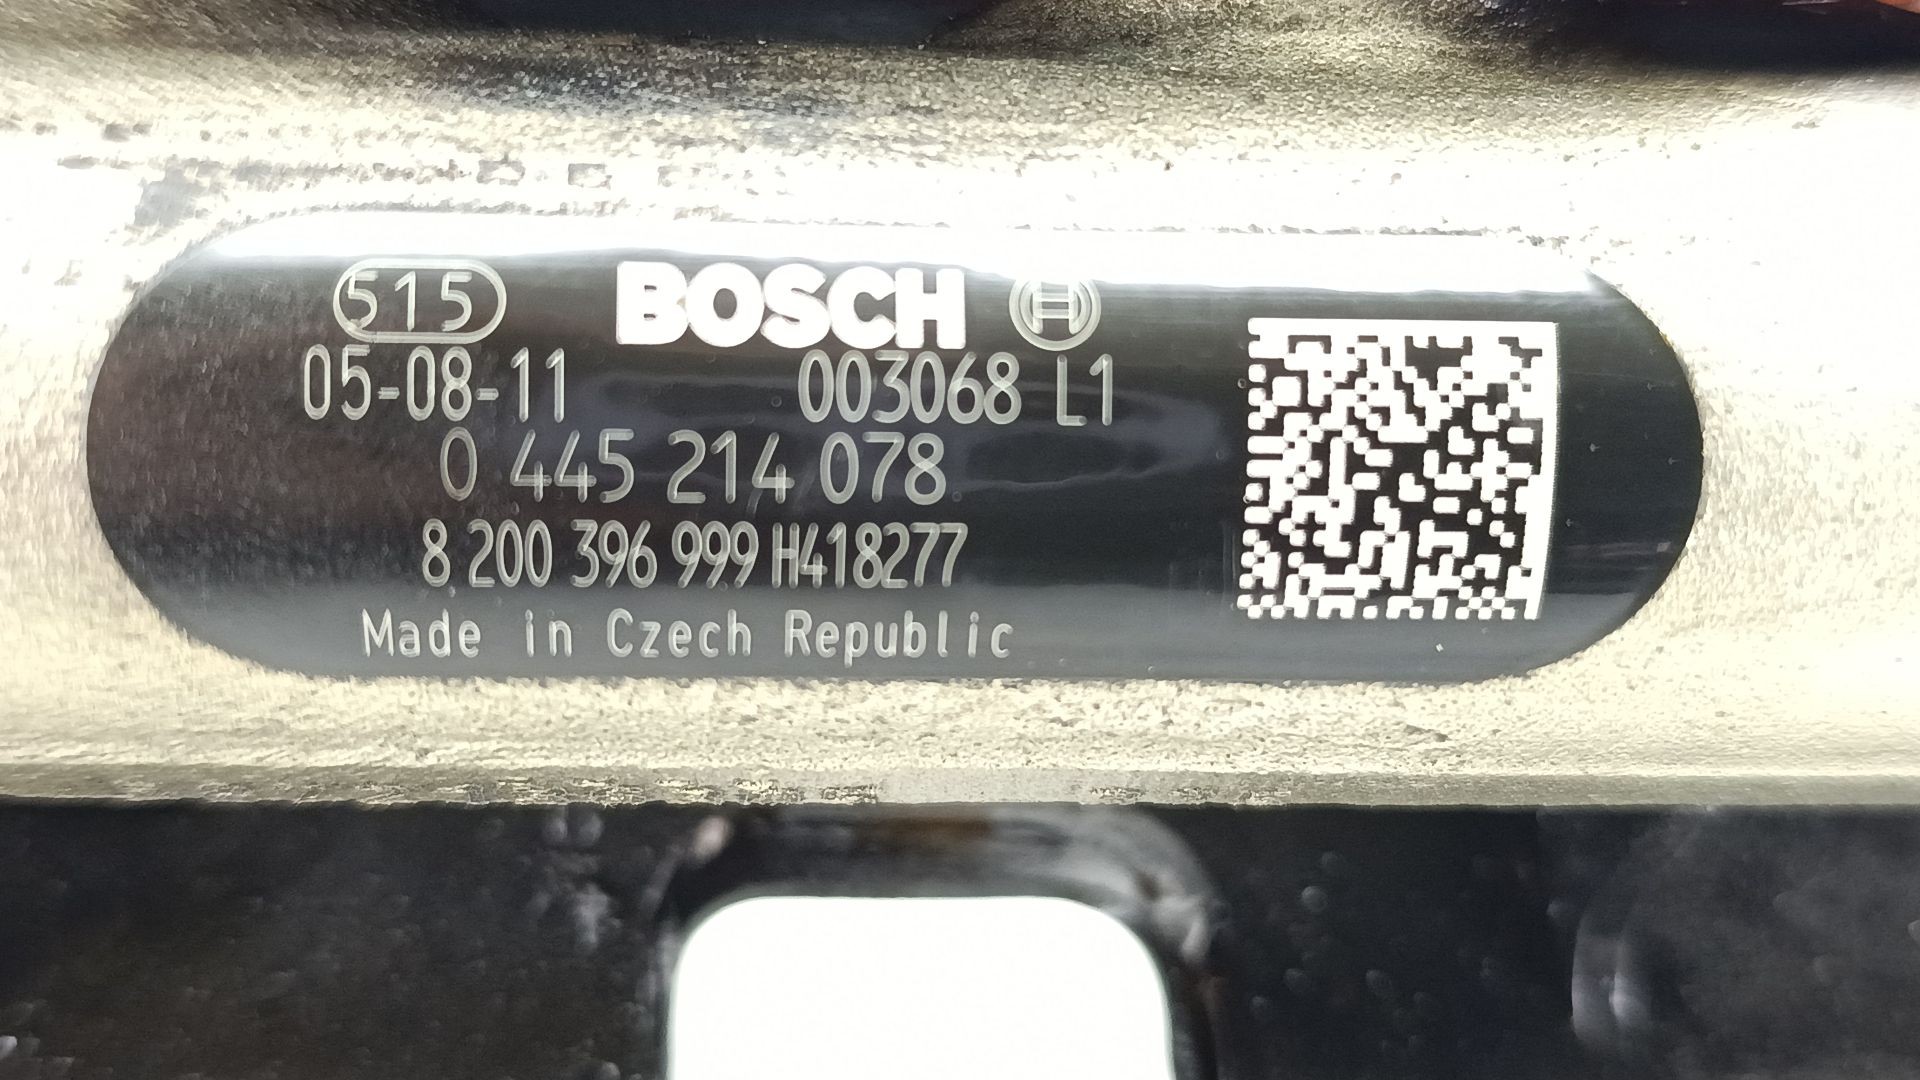 515 BOSCH
05-08-11 003068 L1
0 445 214 078
8 200 396 999 H418277
Made in Czech Republic